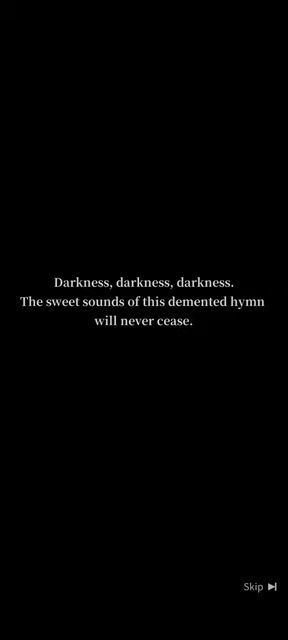 Darkness, darkness, darkness.
The sweet sounds of this demented hymn
will never cease.
Skip